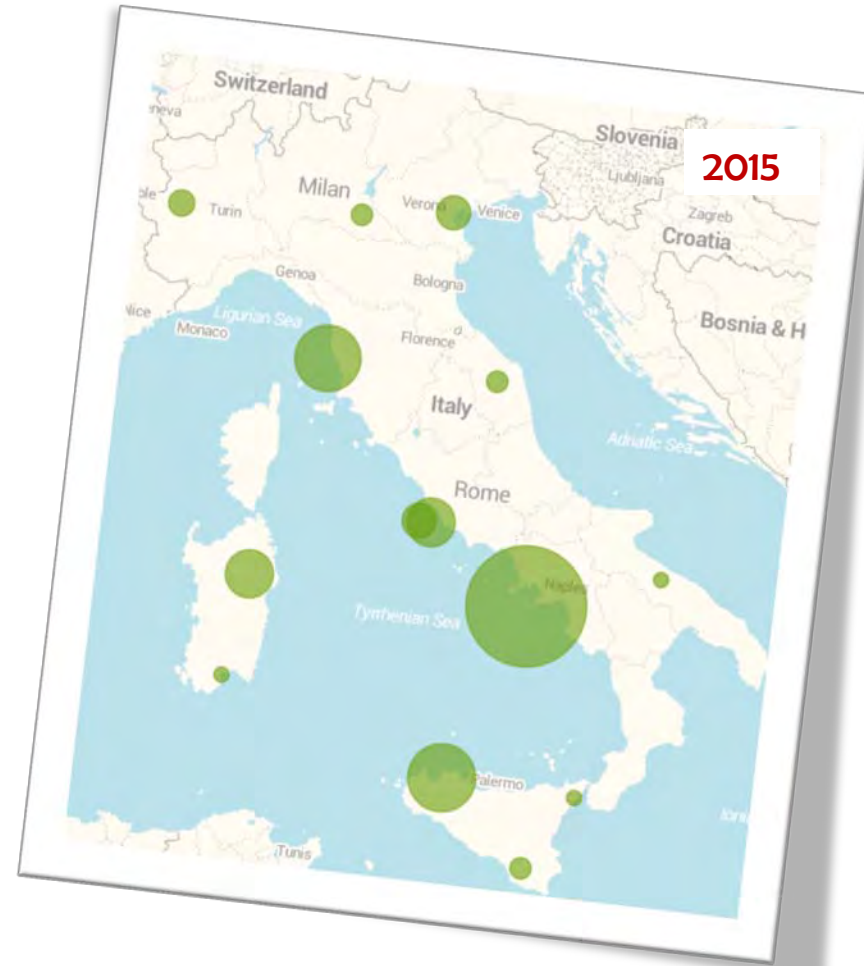 Switzerland
Slovenia
2015
Ljubljana
Milan
Verona
Venice
Turin
Zagreb
Croatia
Genoa
Bologna
Ligurian Sea
Monaco
Florence
Bosnia & H
Italy
Adriatic Sea
Rome
Naples
Tyrrhenian Sea
Palermo
Tunis